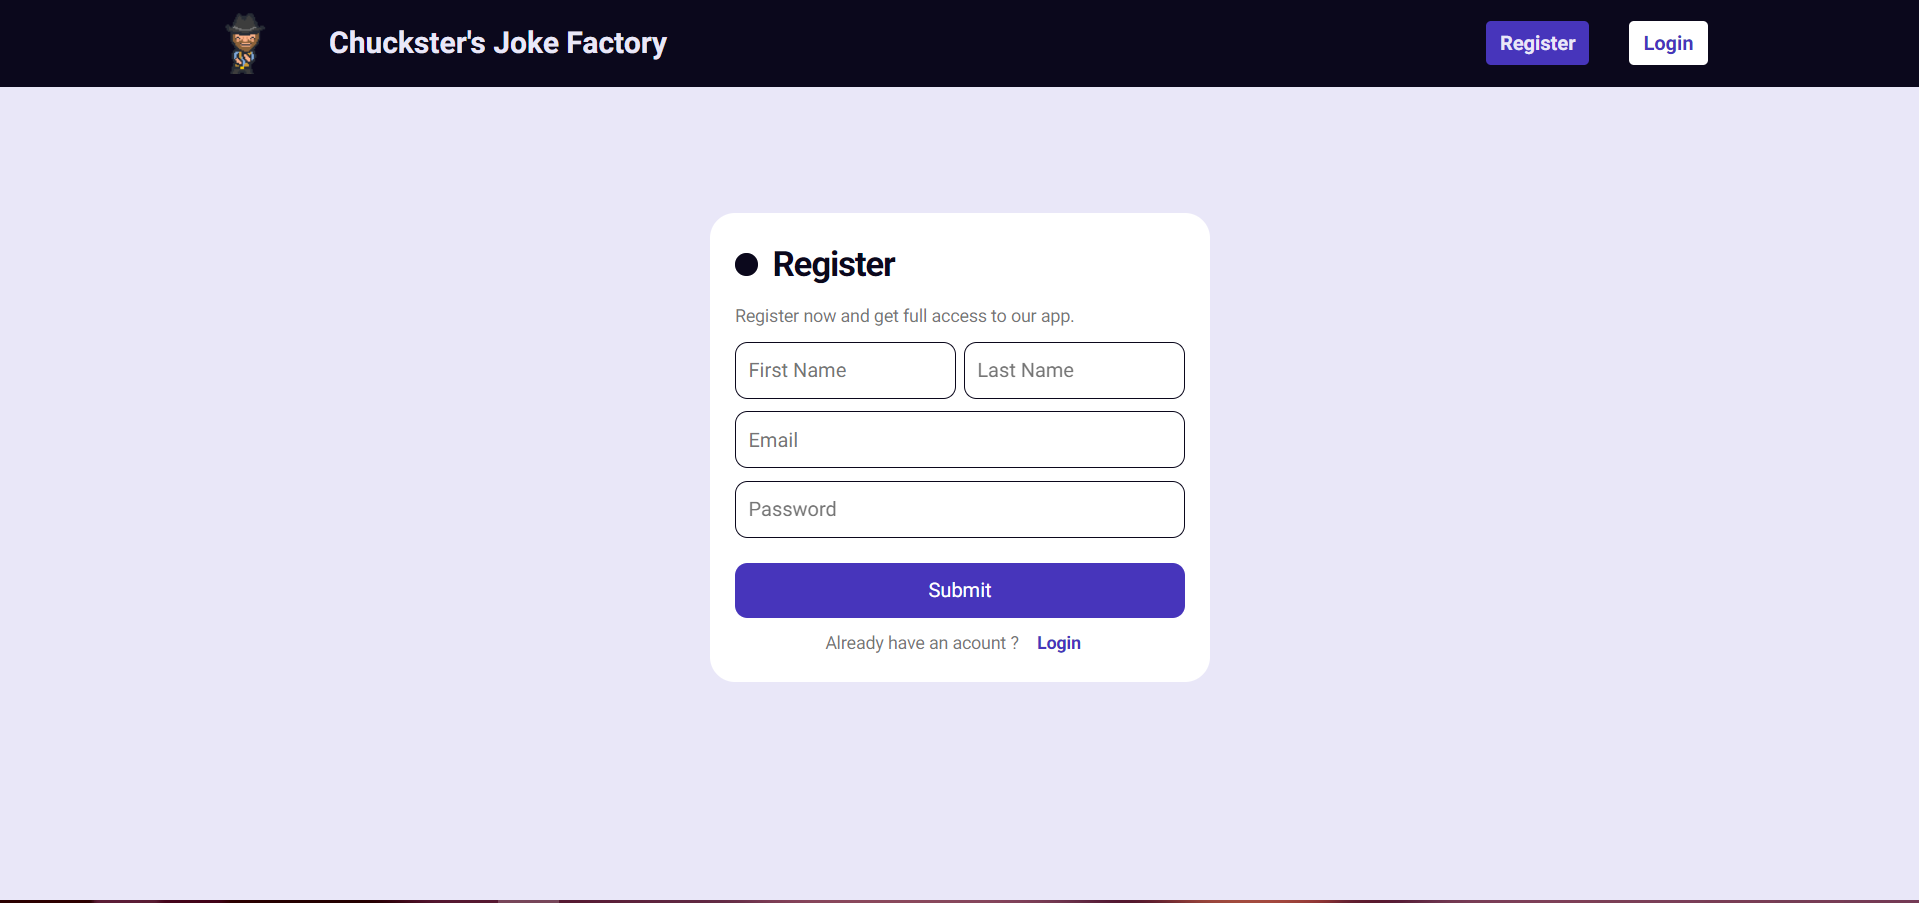 Chuckster's Joke Factory
Register
Login
Register
Register now and get full access to our app.
First Name
Last Name
Email
Password
Submit
Already have an acount ? Login